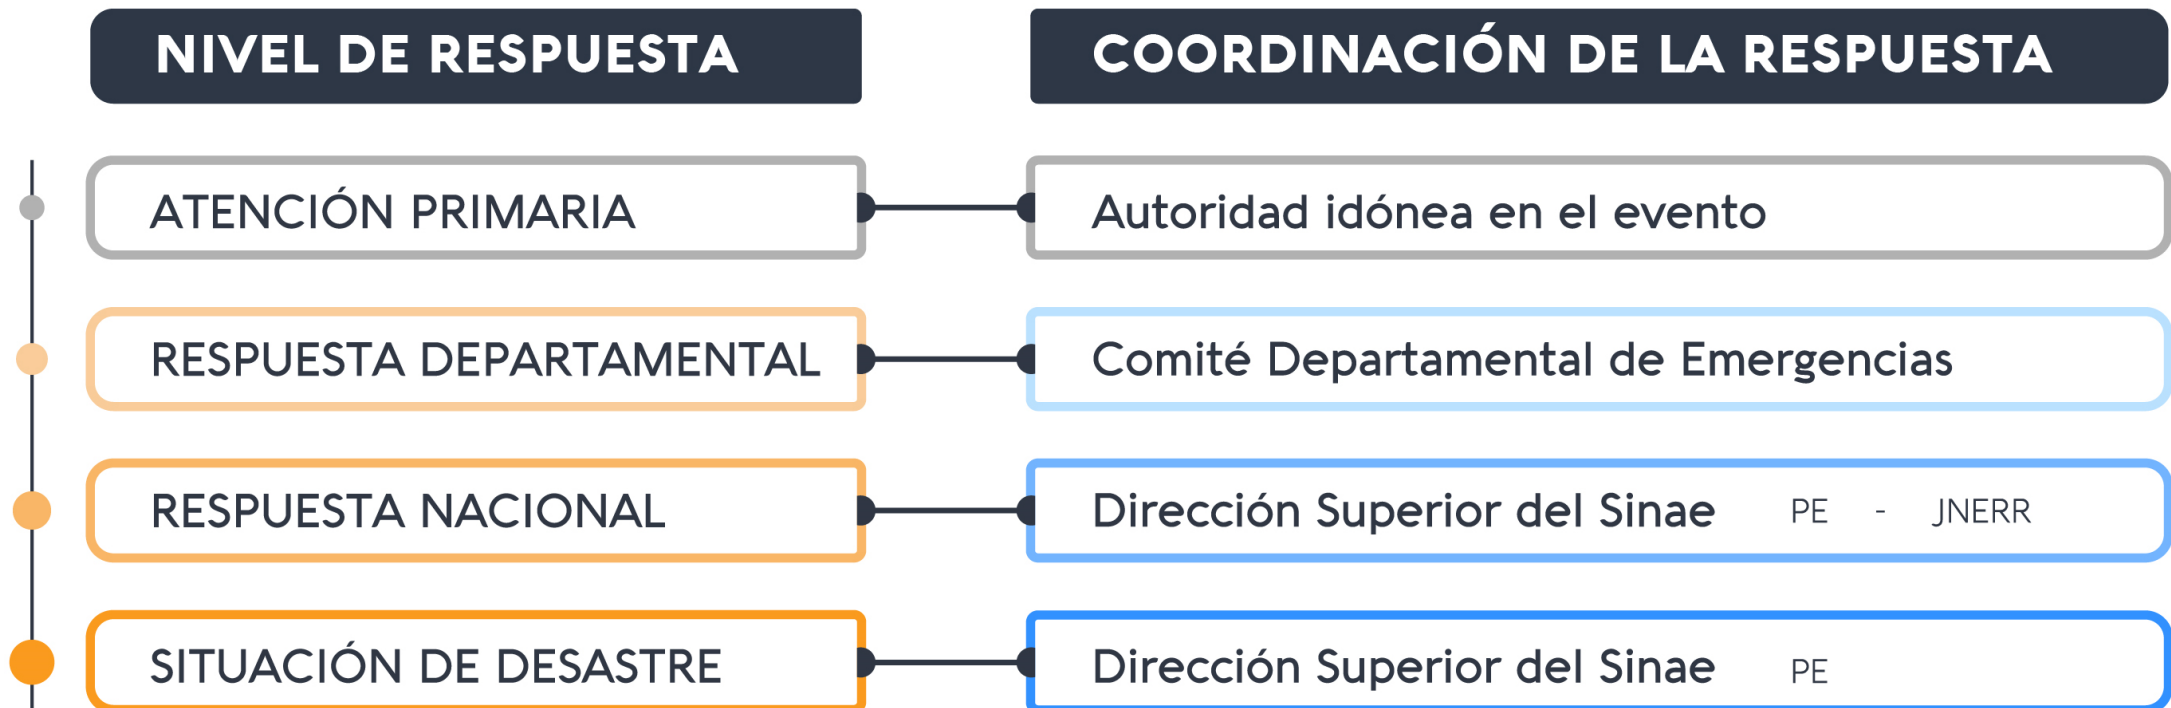 NIVEL DE RESPUESTA
COORDINACIÓN DE LA RESPUESTA
ATENCIÓN PRIMARIA
Autoridad idónea en el evento
RESPUESTA DEPARTAMENTAL
Comité Departamental de Emergencias
RESPUESTA NACIONAL
Dirección Superior del Sinae PE - JNERR
SITUACIÓN DE DESASTRE
Dirección Superior del Sinae PE